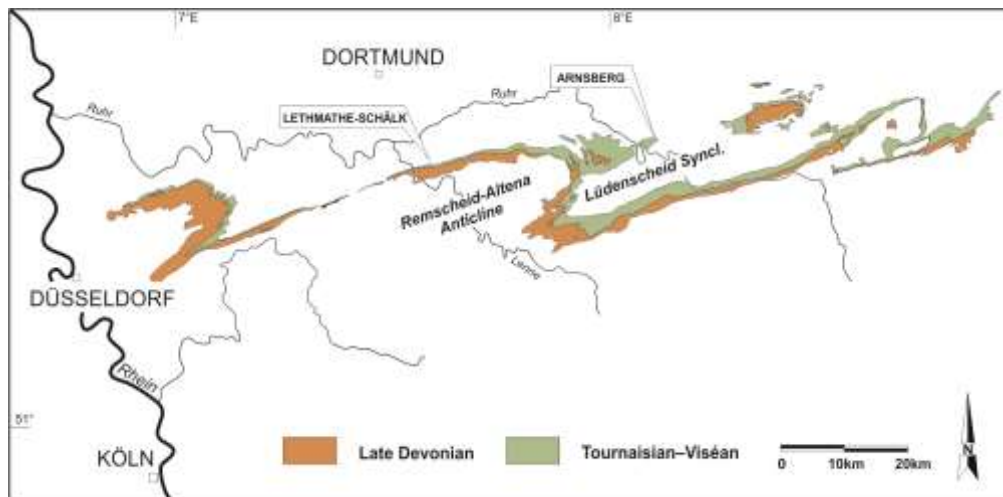 7°E
8°E
DORTMUND
ARNSBERG
Ruhr
Ruhr
LETHMATHE-SCHÄLK
Lüdenscheid Syncl.
Remscheid-Altena
Anticline
Lenne
DÜSSELDORF
Rhein
51°
KÖLN
Late Devonian
Tournaisian–Viséan
0 10km 20km
N